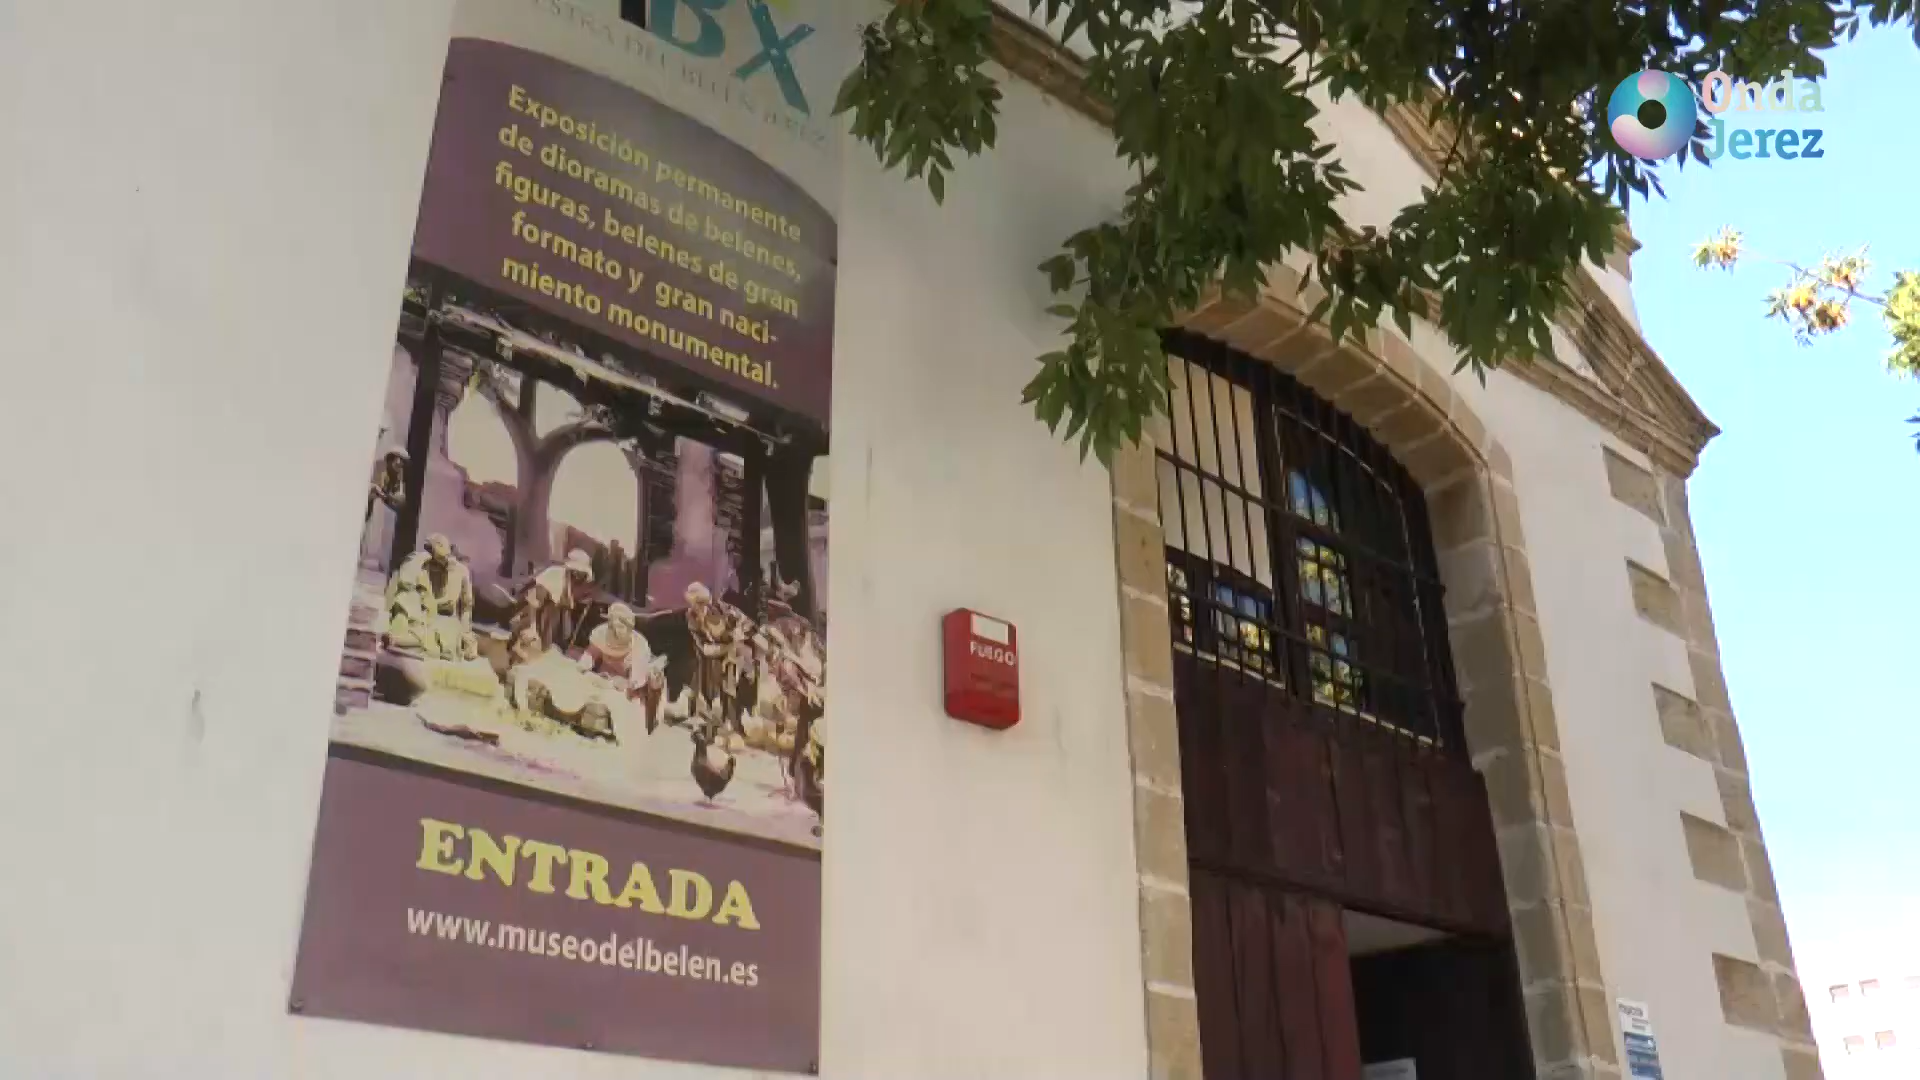 BX
Exposición permanente
de dioramas de belenes,
figuras, belenes de gran
formato y gran naci-
miento monumental.
ENTRADA
www.museodelbelen.es
FUEGO
Onda
Jerez